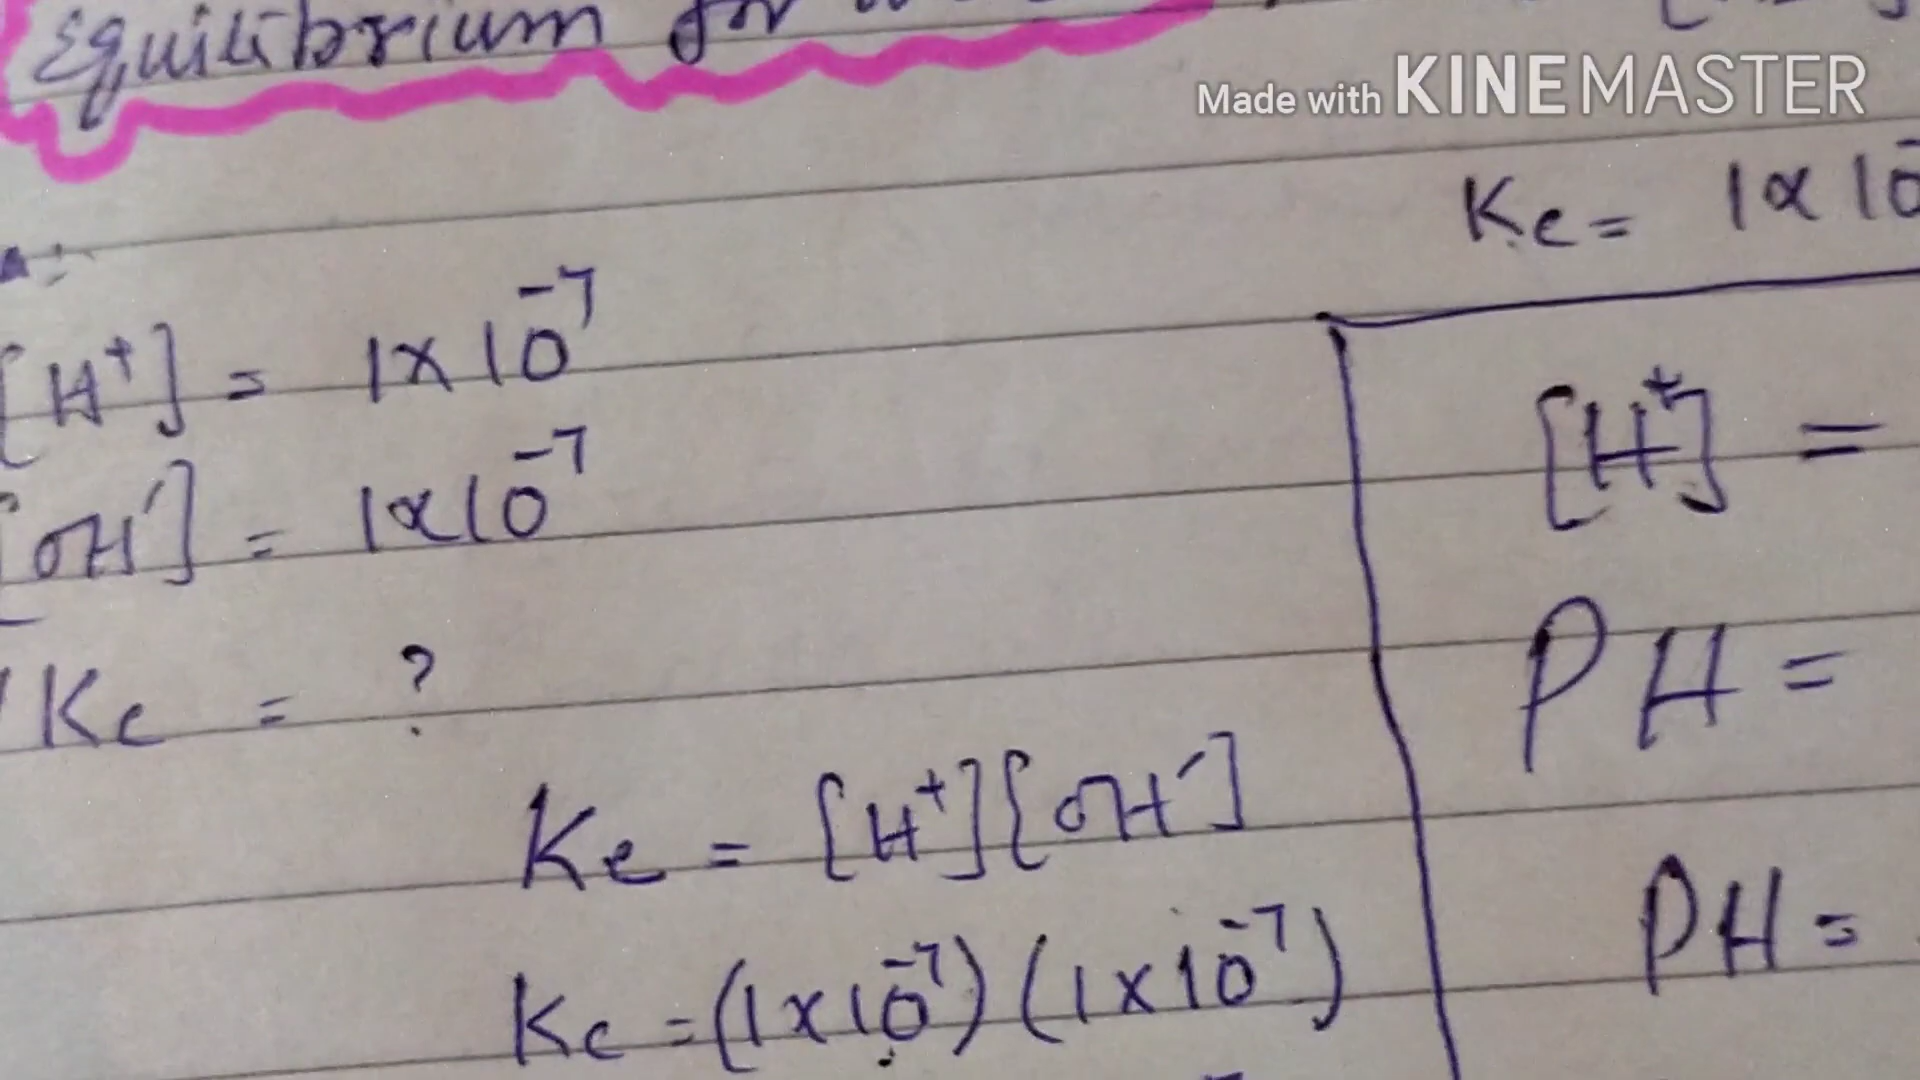 Equilibrium for
Made with KINEMASTER
Kc = 1x10
[H+] = 1x10-7
[OH-] = 1x10-7
Kc = ?
Kc = [H+][OH-]
Kc = (1x10-7)(1x10-7)
[H+] =
PH =
PH =